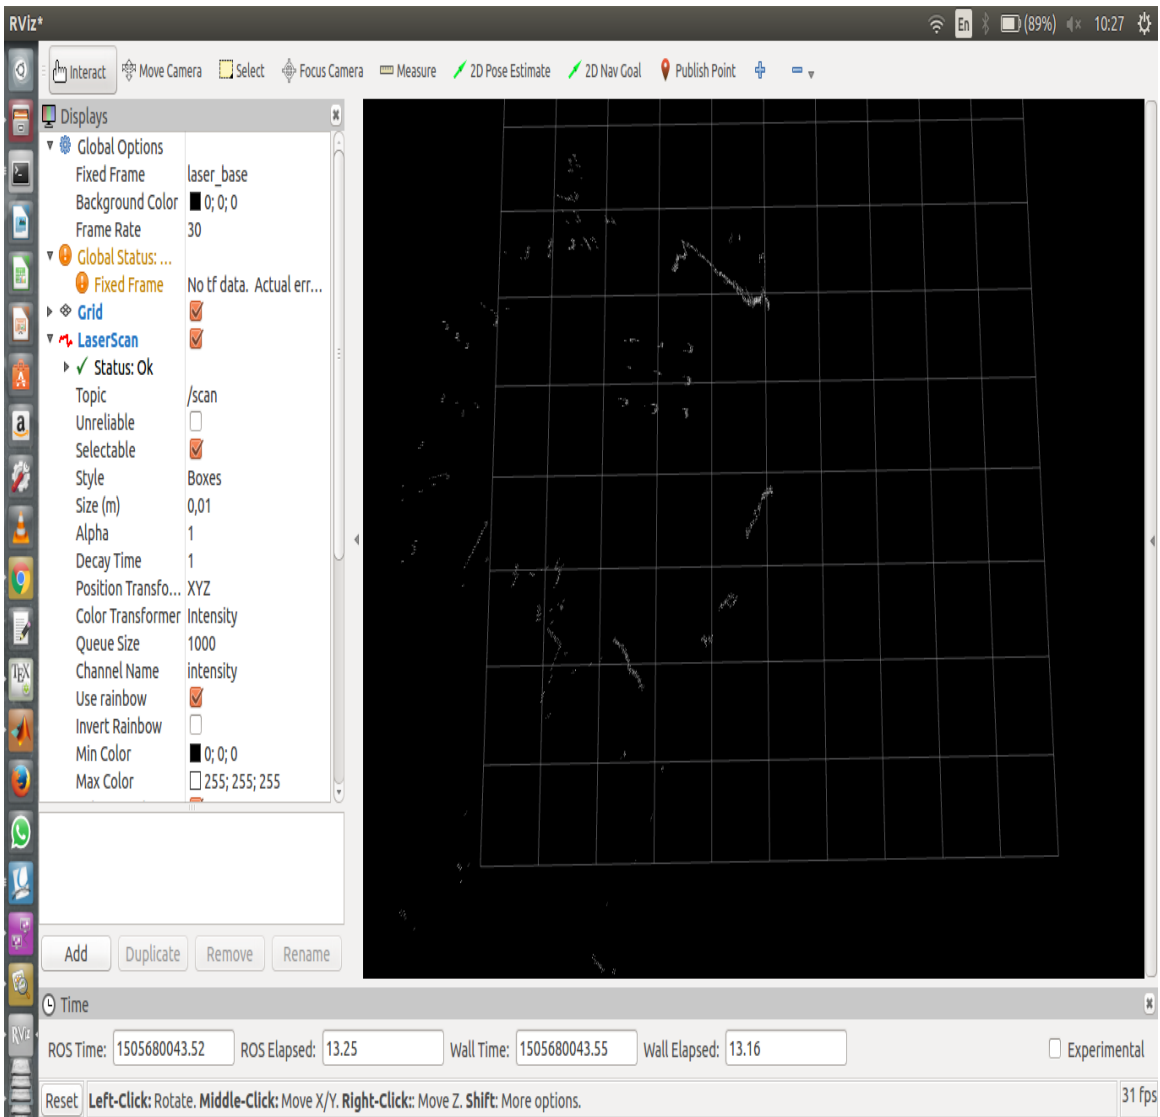 RViz*
En
(89%)
10:27
Interact
Move Camera
Select
Focus Camera
Measure
2D Pose Estimate
2D Nav Goal
Publish Point
Displays
Global Options
Fixed Frame laser_base
Background Color 0; 0; 0
Frame Rate 30
Global Status: ...
Fixed Frame No tf data. Actual err...
Grid
LaserScan
Status: Ok
Topic /scan
Unreliable
Selectable
Style Boxes
Size (m) 0,01
Alpha 1
Decay Time 1
Position Transfo... XYZ
Color Transformer Intensity
Queue Size 1000
Channel Name intensity
Use rainbow
Invert Rainbow
Min Color 0; 0; 0
Max Color 255; 255; 255
Add Duplicate Remove Rename
Time
ROS Time: 1505680043.52 ROS Elapsed: 13.25 Wall Time: 1505680043.55 Wall Elapsed: 13.16 Experimental
Reset Left-Click: Rotate. Middle-Click: Move X/Y. Right-Click:: Move Z. Shift: More options. 31 fps
TEX
RViz